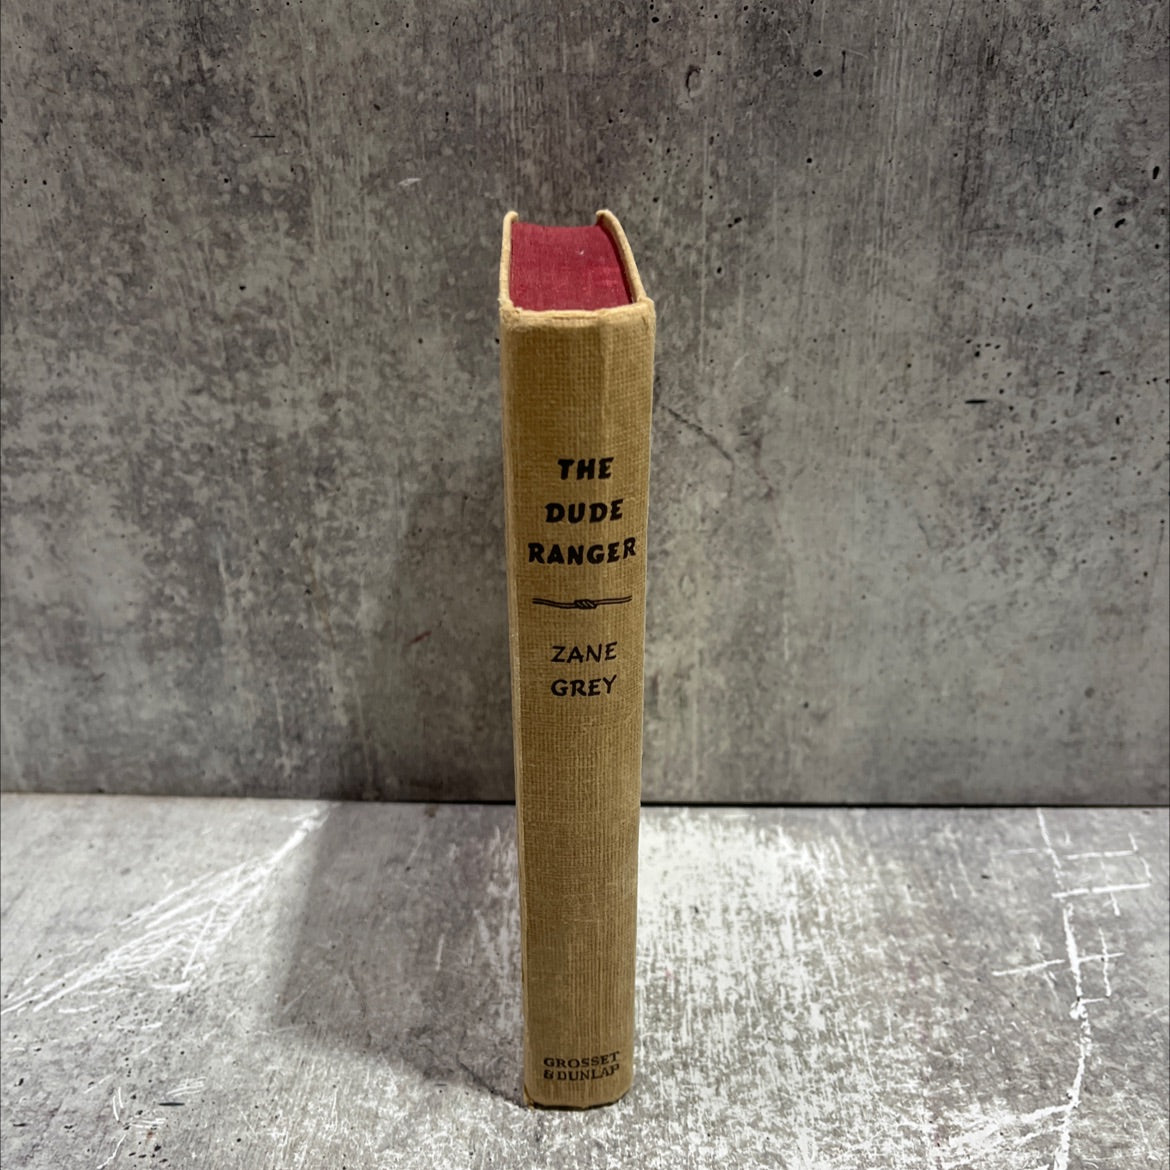 THE
DUDE
RANGER
ZANE
GREY
GROSSET
& DUNLAP